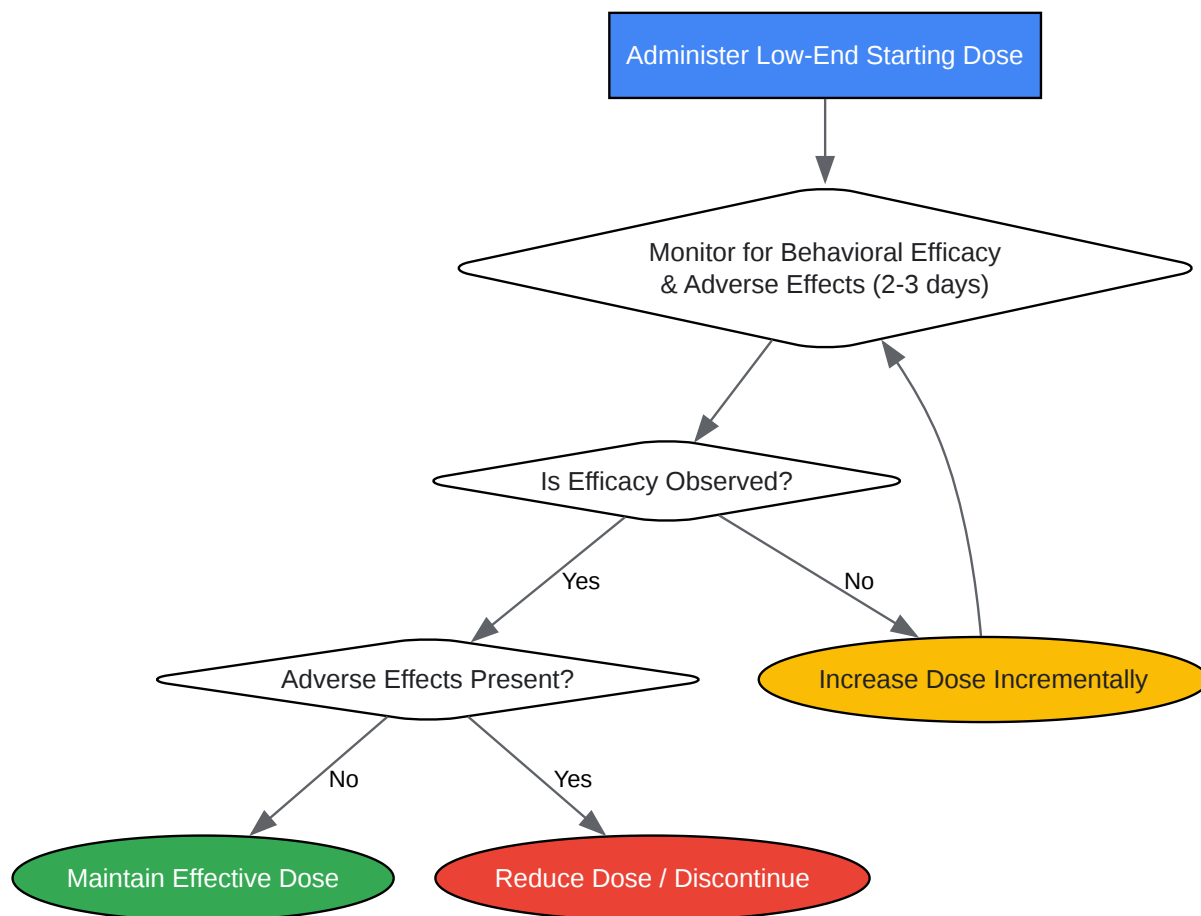 Administer Low-End Starting Dose
Monitor for Behavioral Efficacy
& Adverse Effects (2-3 days)
Is Efficacy Observed?
Yes
No
Adverse Effects Present?
Increase Dose Incrementally
No
Yes
Maintain Effective Dose
Reduce Dose / Discontinue